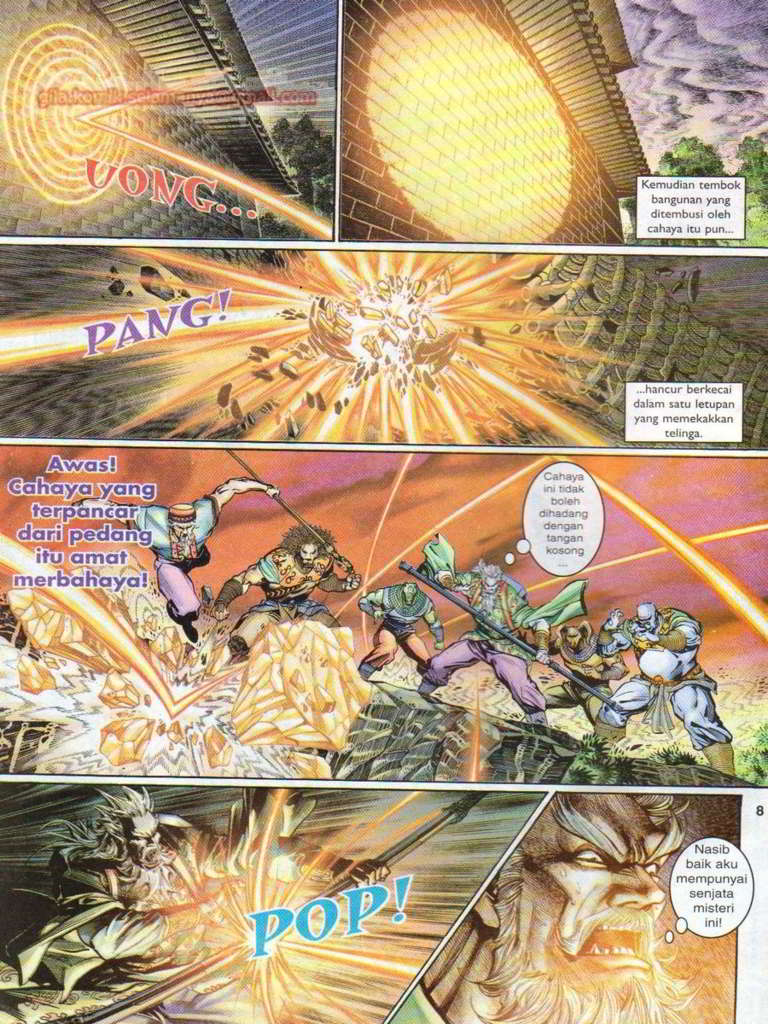 UONG...
Kemudian tembok
bangunan yang
ditembusi oleh
cahaya itu pun...
PANG!
...hancur berkecai
dalam satu letupan
yang memekakkan
telinga.
Awas!
Cahaya yang
terpancar
dari pedang
itu amat
merbahaya!
Cahaya
ini tidak
boleh
dihadang
dengan
tangan
kosong
...
8
POP!
Nasib
baik aku
mempunyai
senjata
misteri
ini!